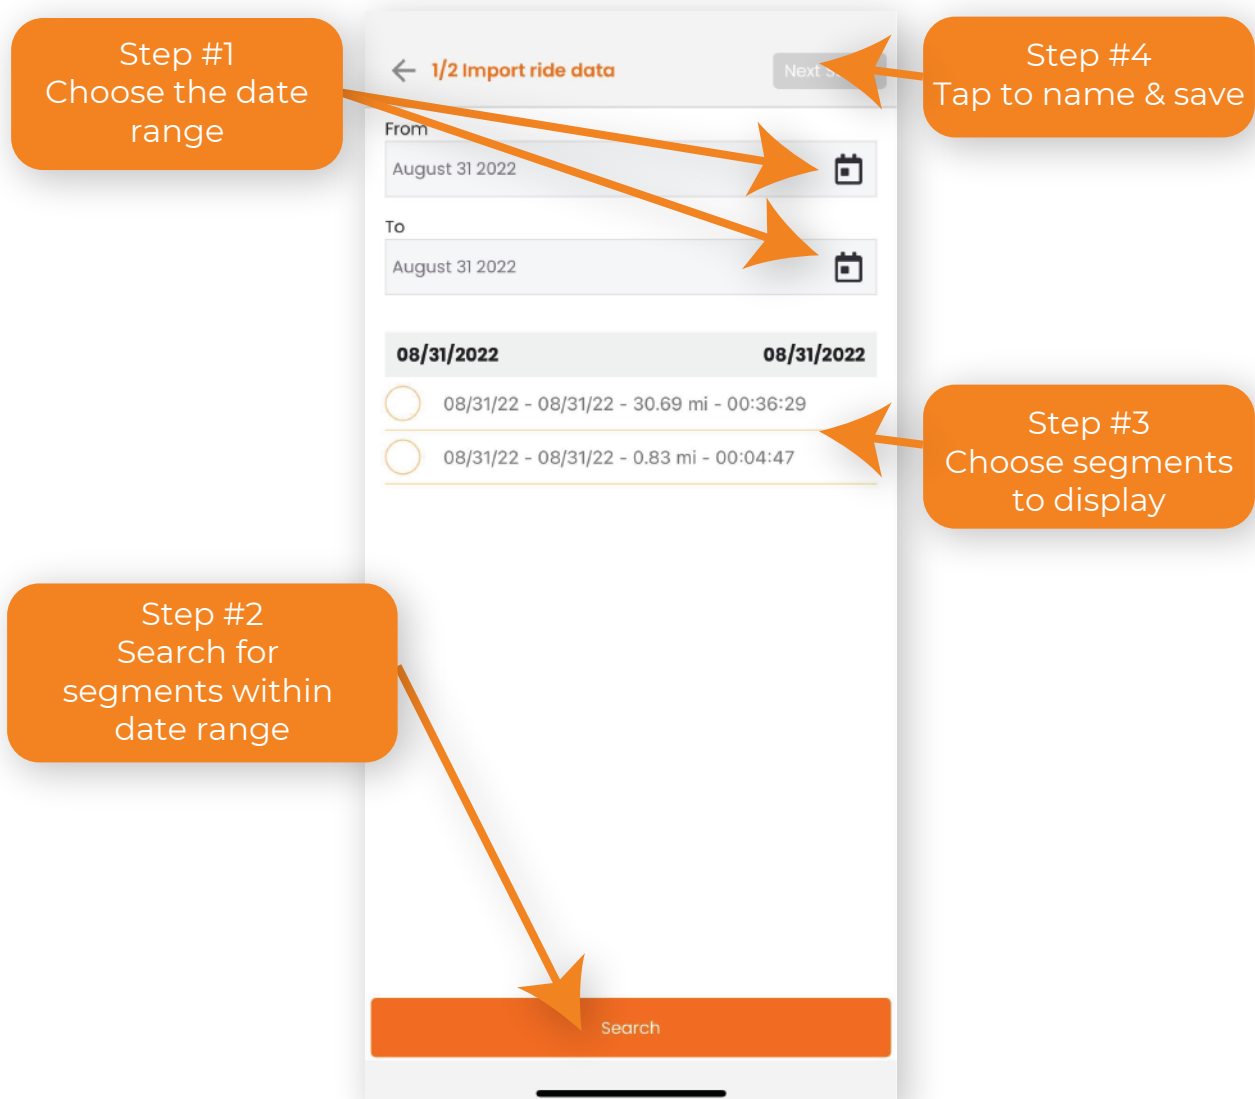 Step #1
Choose the date
range
1/2 Import ride data
Next S
Step #4
Tap to name & save
From
August 31 2022
To
August 31 2022
08/31/2022 08/31/2022
08/31/22 - 08/31/22 - 30.69 mi - 00:36:29
08/31/22 - 08/31/22 - 0.83 mi - 00:04:47
Step #3
Choose segments
to display
Step #2
Search for
segments within
date range
Search